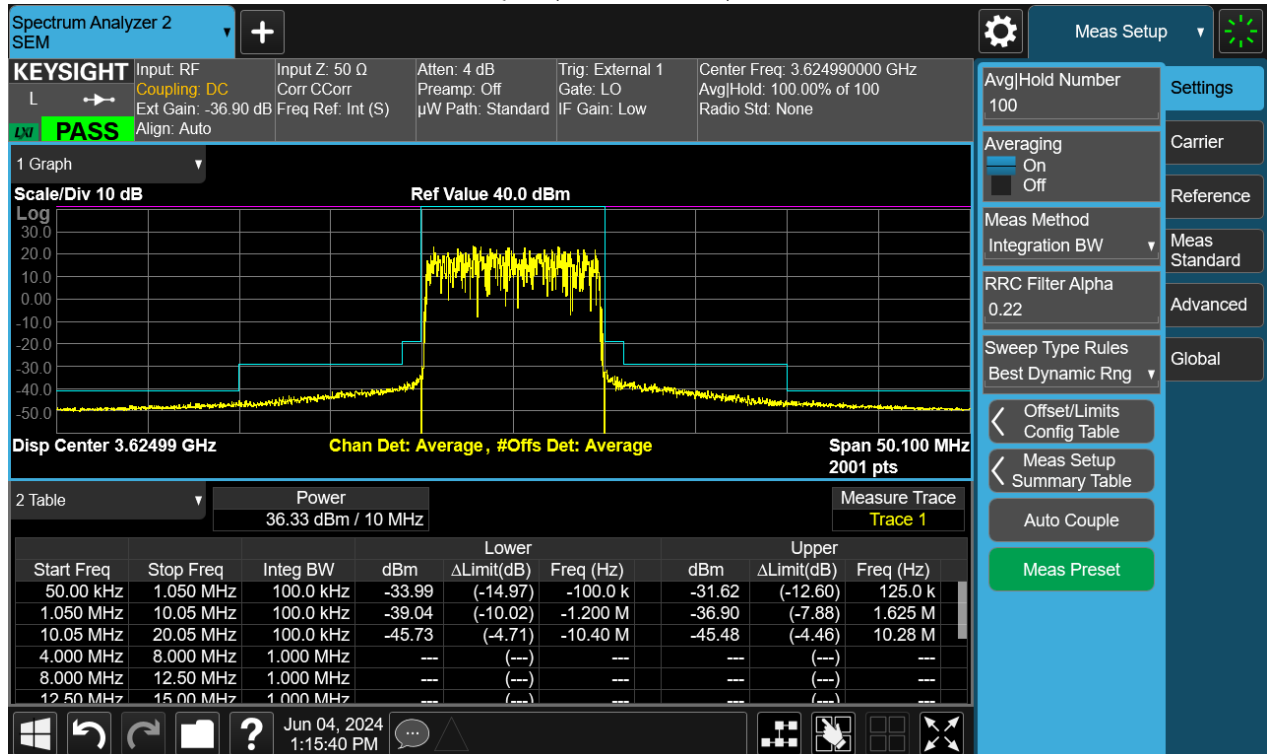 Spectrum Analyzer 2
SEM
+
Meas Setup
KEYSIGHT
L
LXI PASS
Input: RF
Coupling: DC
Ext Gain: -36.90 dB
Align: Auto
Input Z: 50 Ω
Corr CCorr
Freq Ref: Int (S)
Atten: 4 dB
Preamp: Off
µW Path: Standard
Trig: External 1
Gate: LO
IF Gain: Low
Center Freq: 3.624990000 GHz
Avg|Hold: 100.00% of 100
Radio Std: None
1 Graph
Scale/Div 10 dB Ref Value 40.0 dBm
Log
30.0
20.0
10.0
0.00
-10.0
-20.0
-30.0
-40.0
-50.0
Disp Center 3.62499 GHz Chan Det: Average, #Offs Det: Average Span 50.100 MHz
2001 pts
2 Table Power Measure Trace
36.33 dBm / 10 MHz Trace 1
Lower Upper
Start Freq Stop Freq Integ BW dBm ΔLimit(dB) Freq (Hz) dBm ΔLimit(dB) Freq (Hz)
50.00 kHz 1.050 MHz 100.0 kHz -33.99 (-14.97) -100.0 k -31.62 (-12.60) 125.0 k
1.050 MHz 10.05 MHz 100.0 kHz -39.04 (-10.02) -1.200 M -36.90 (-7.88) 1.625 M
10.05 MHz 20.05 MHz 100.0 kHz -45.73 (-4.71) -10.40 M -45.48 (-4.46) 10.28 M
4.000 MHz 8.000 MHz 1.000 MHz --- (---) --- --- (---) ---
8.000 MHz 12.50 MHz 1.000 MHz --- (---) --- --- (---) ---
12.50 MHz 15.00 MHz 1.000 MHz --- (---) --- --- (---) ---
? Jun 04, 2024
1:15:40 PM
Avg|Hold Number
100
Averaging
On
Off
Meas Method
Integration BW
RRC Filter Alpha
0.22
Sweep Type Rules
Best Dynamic Rng
Offset/Limits
Config Table
Meas Setup
Summary Table
Auto Couple
Meas Preset
Settings
Carrier
Reference
Meas
Standard
Advanced
Global